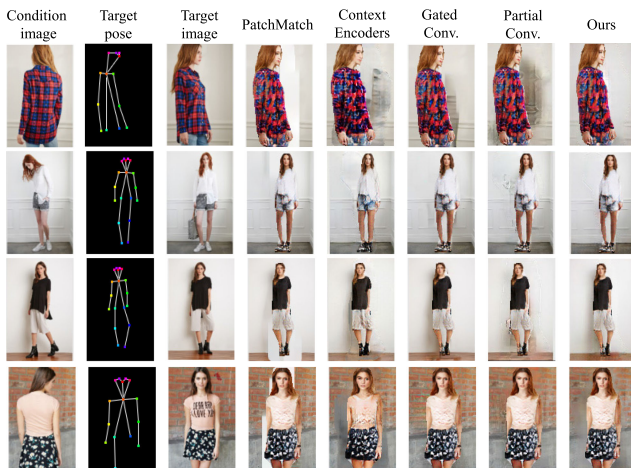 Condition image
Target pose
Target image
PatchMatch
Context Encoders
Gated Conv.
Partial Conv.
Ours